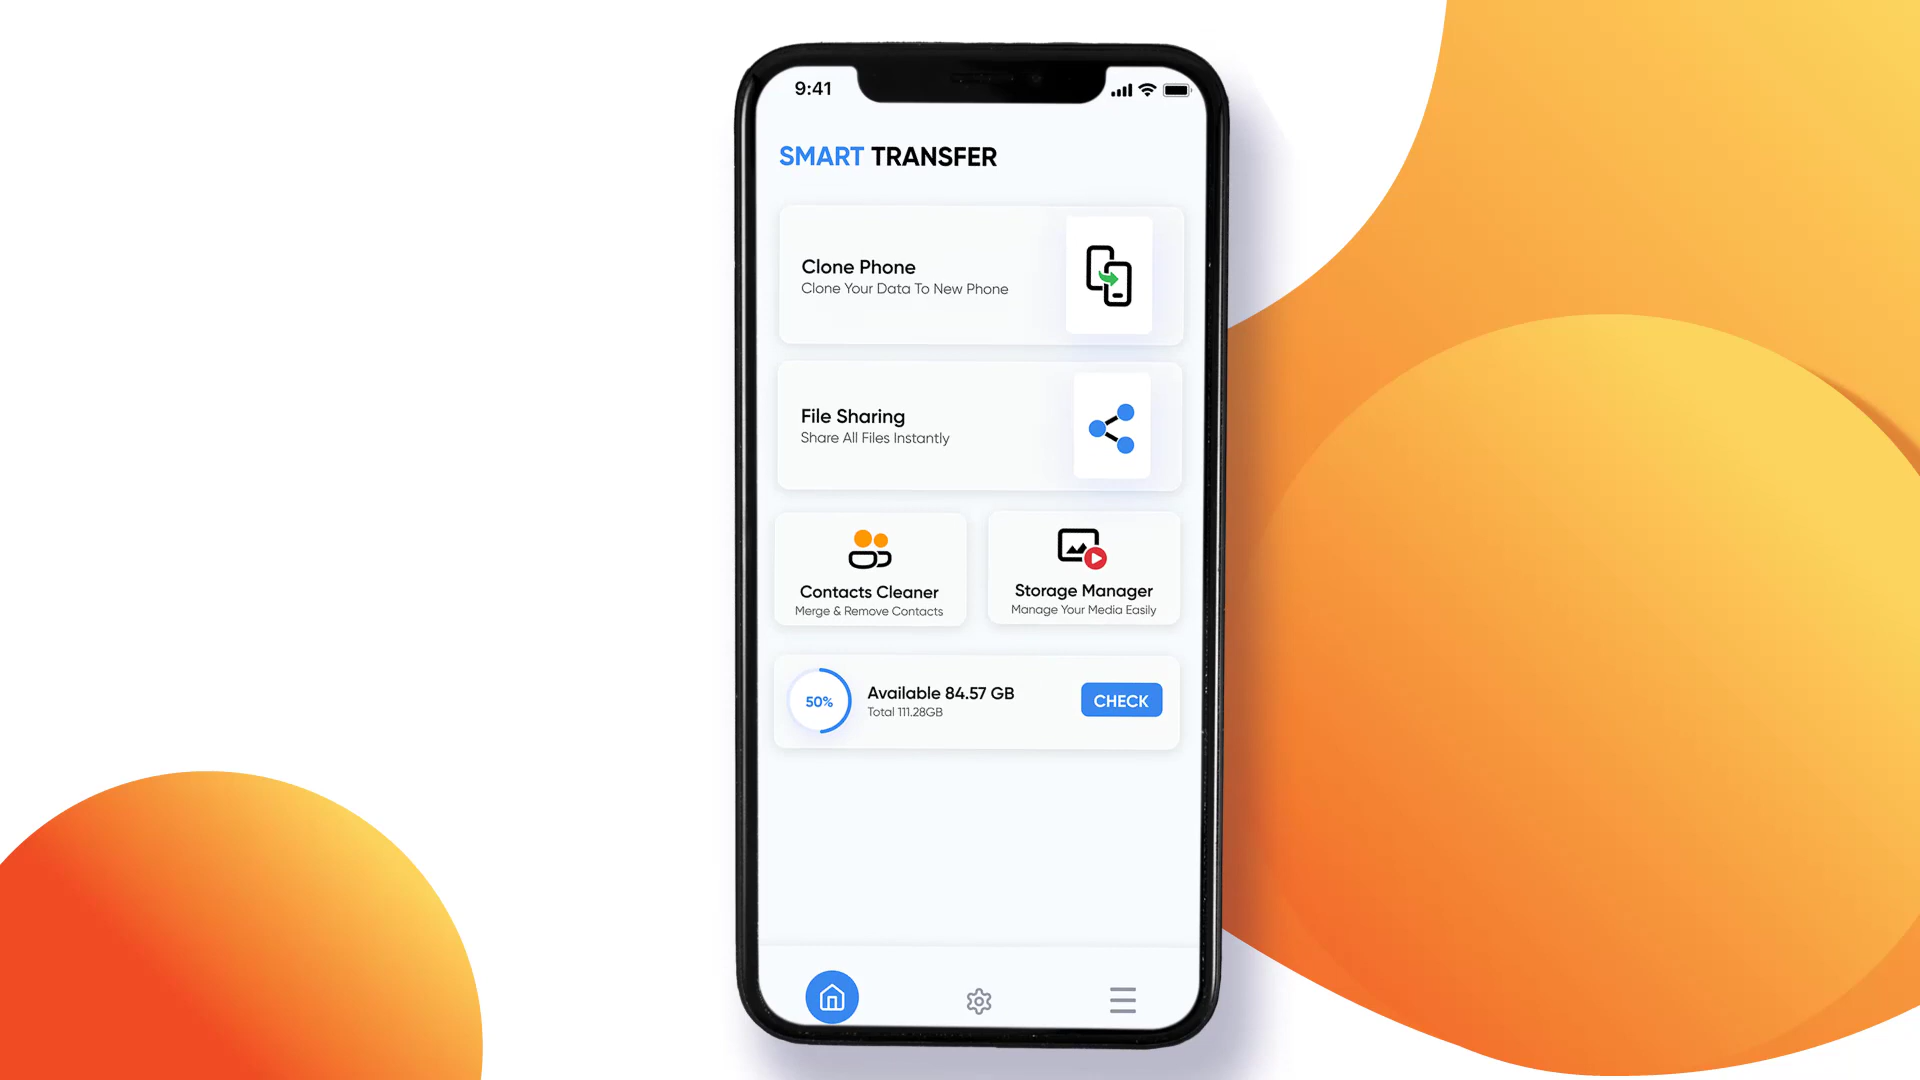 9:41
SMART TRANSFER
Clone Phone
Clone Your Data To New Phone
File Sharing
Share All Files Instantly
Contacts Cleaner
Merge & Remove Contacts
Storage Manager
Manage Your Media Easily
50%
Available 84.57 GB
Total 111.28GB
CHECK